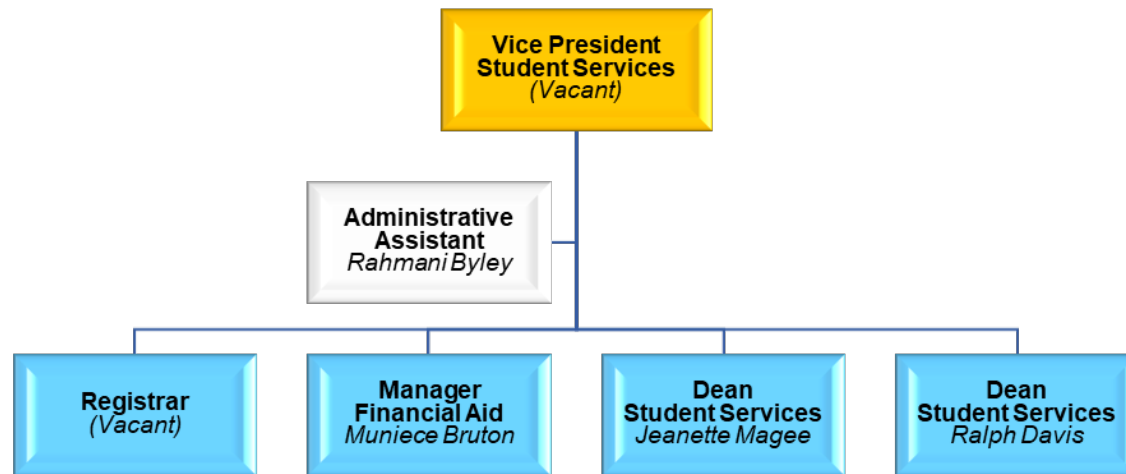 Vice President
Student Services
(Vacant)
Administrative
Assistant
Rahmani Byley
Registrar
(Vacant)
Manager
Financial Aid
Muniece Bruton
Dean
Student Services
Jeanette Magee
Dean
Student Services
Ralph Davis